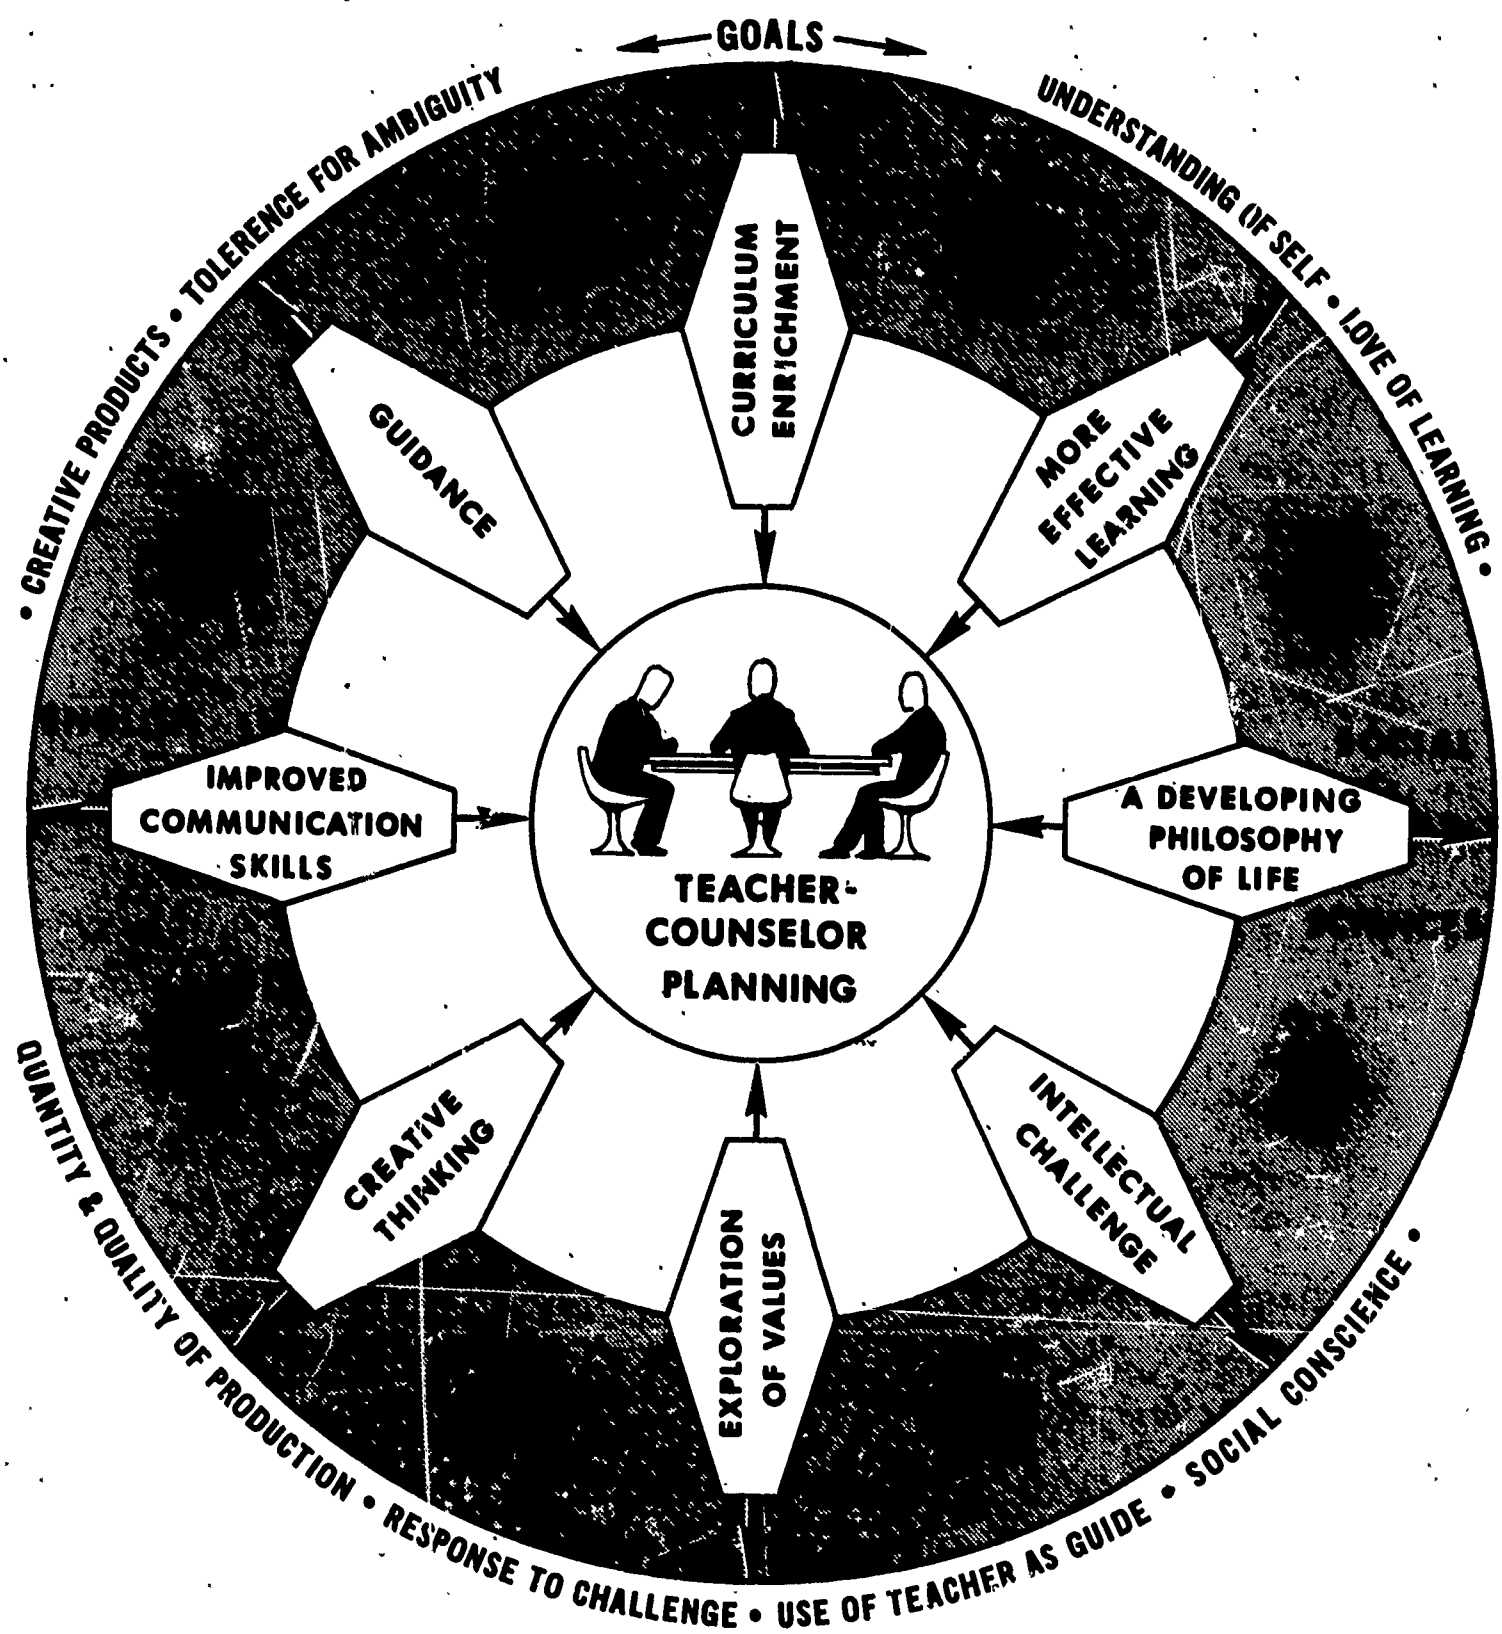 GOALS
UNDERSTANDING OF SELF • LOVE OF LEARNING •
SOCIAL CONSCIENCE •
USE OF TEACHER AS GUIDE •
RESPONSE TO CHALLENGE •
QUANTITY & QUALITY OF PRODUCTION •
• CREATIVE PRODUCTS • TOLERENCE FOR AMBIGUITY
CURRICULUM
ENRICHMENT
MORE
EFFECTIVE
LEARNING
A DEVELOPING
PHILOSOPHY
OF LIFE
INTELLECTUAL
CHALLENGE
EXPLORATION
OF VALUES
CREATIVE
THINKING
IMPROVED
COMMUNICATION
SKILLS
GUIDANCE
TEACHER-
COUNSELOR
PLANNING
SOCIAL